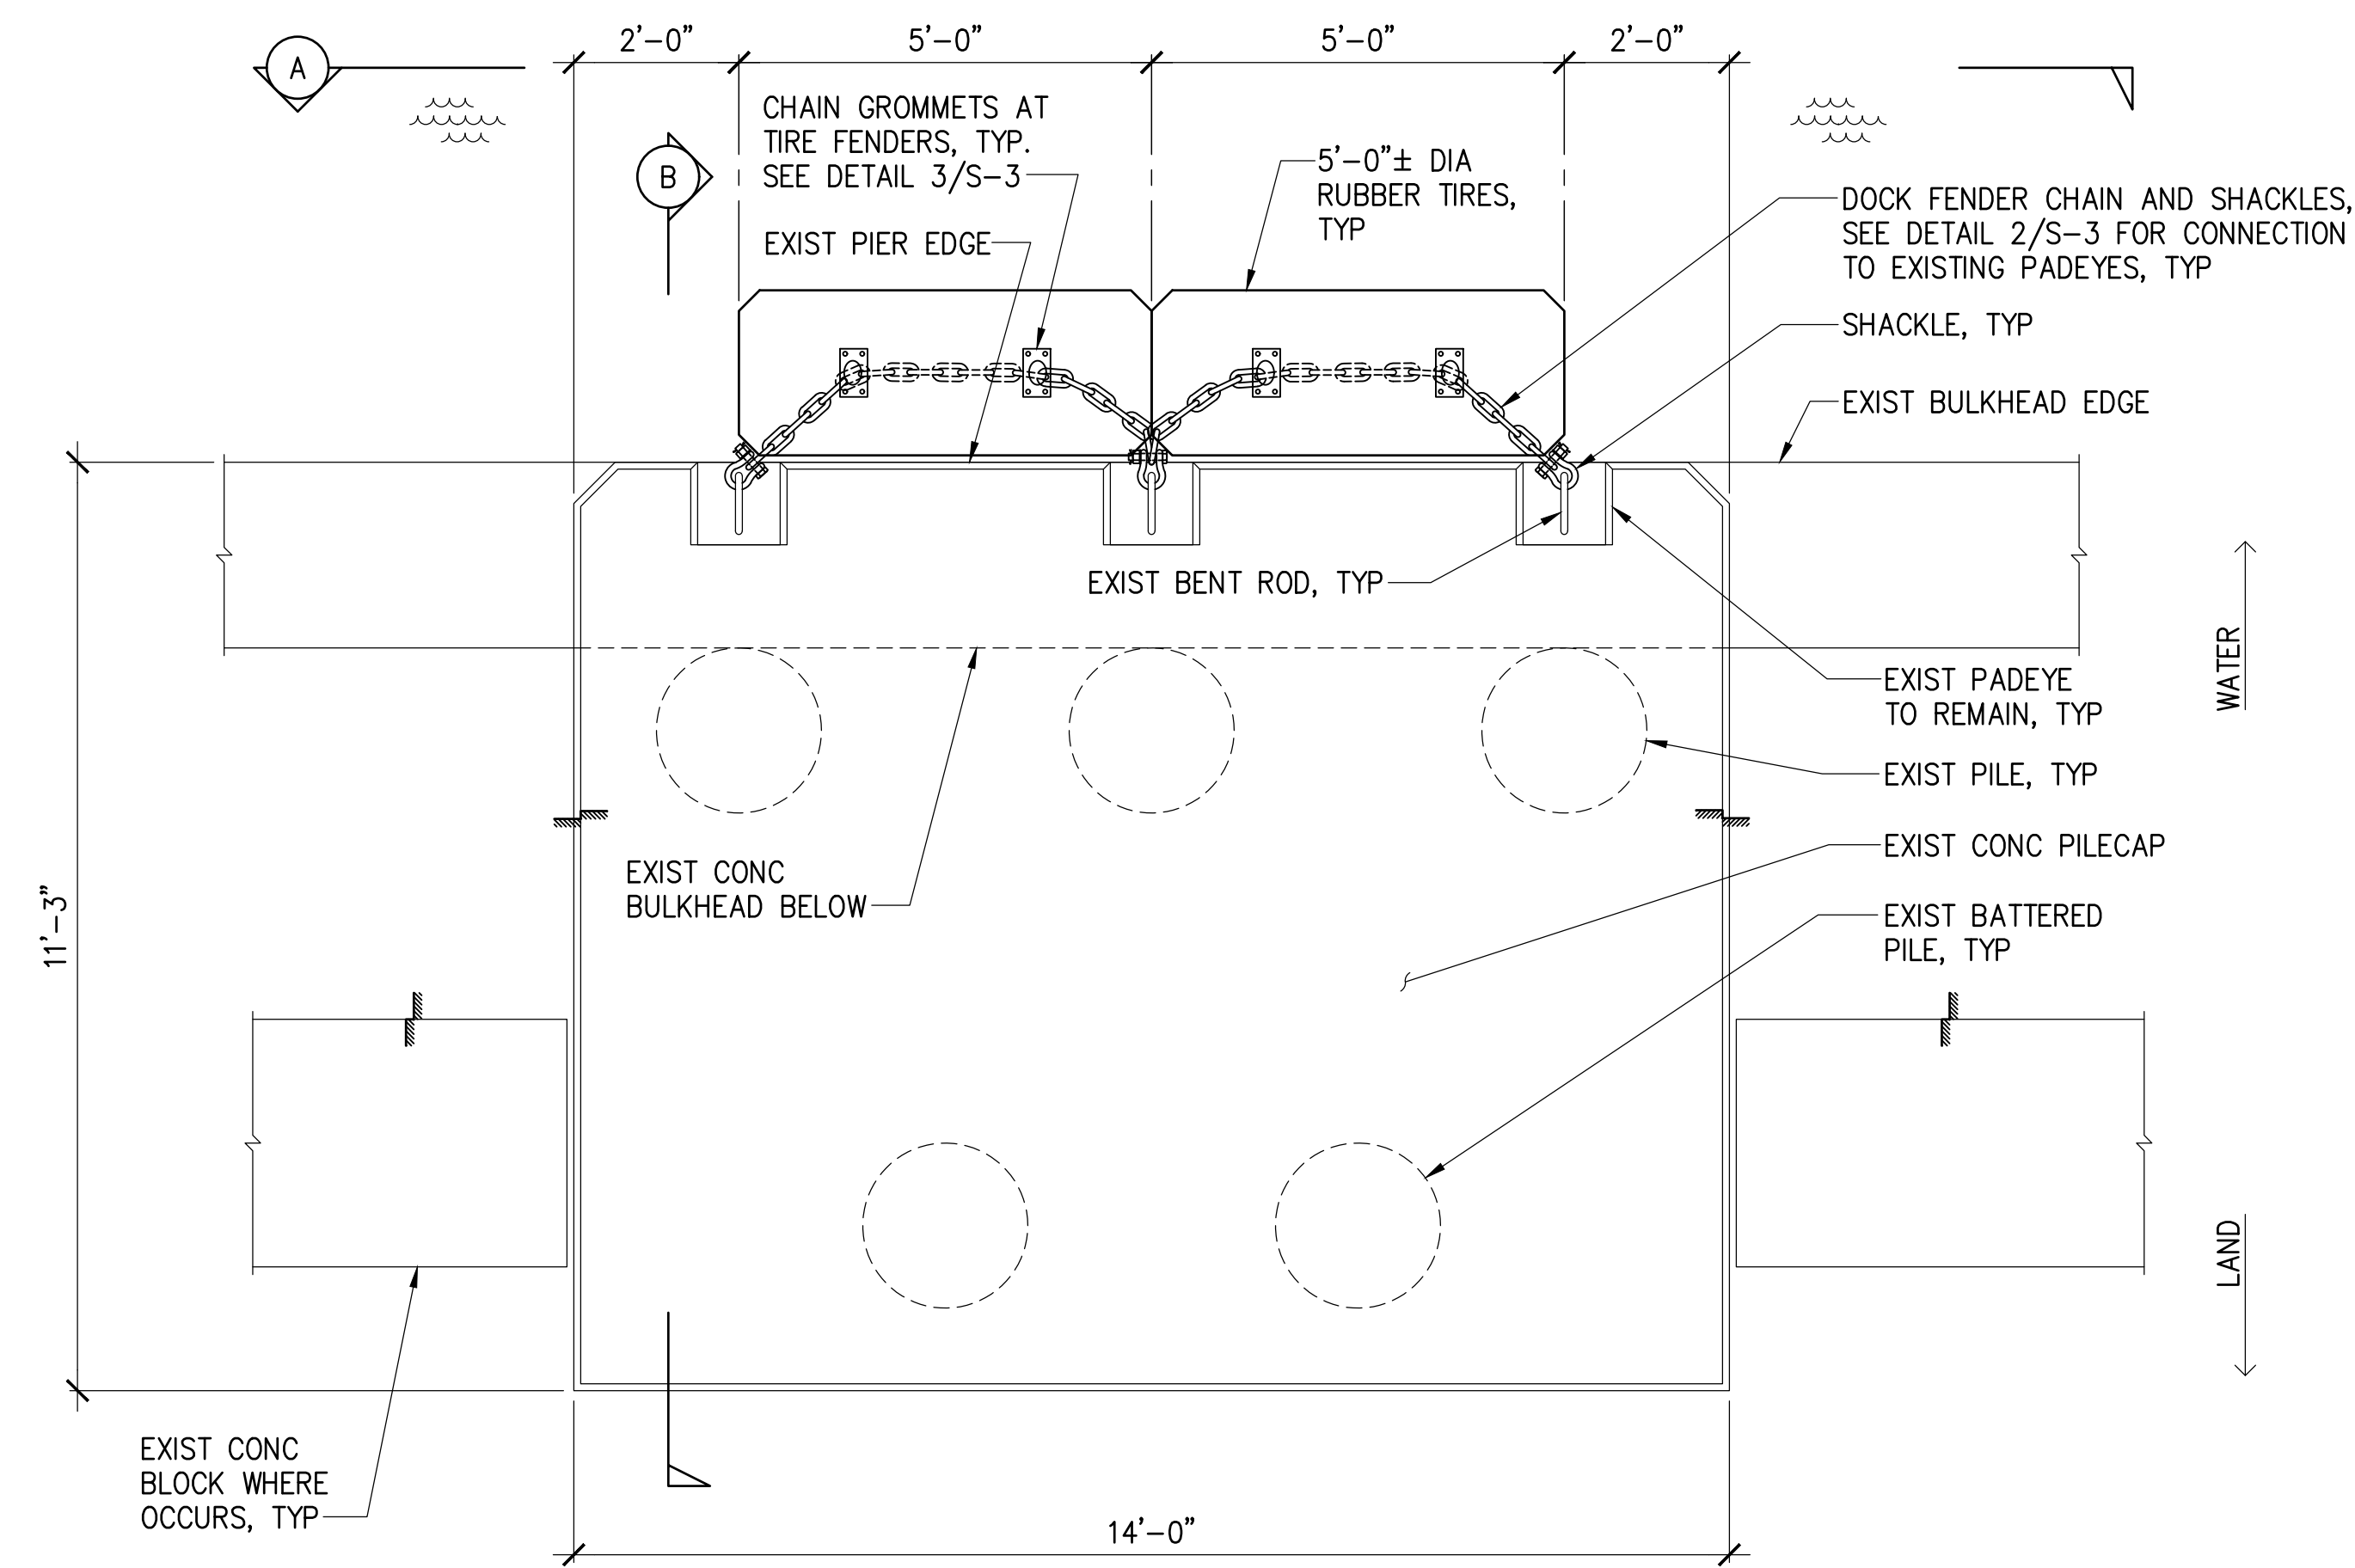 2'-0"
5'-0"
5'-0"
2'-0"
A
B
CHAIN GROMMETS AT
TIRE FENDERS, TYP.
SEE DETAIL 3/S-3
EXIST PIER EDGE
5'-0"± DIA
RUBBER TIRES,
TYP
DOCK FENDER CHAIN AND SHACKLES,
SEE DETAIL 2/S-3 FOR CONNECTION
TO EXISTING PADEYES, TYP
SHACKLE, TYP
EXIST BULKHEAD EDGE
EXIST BENT ROD, TYP
WATER
EXIST PADEYE
TO REMAIN, TYP
EXIST PILE, TYP
EXIST CONC PILECAP
EXIST CONC
BULKHEAD BELOW
11'-3"
EXIST BATTERED
PILE, TYP
LAND
EXIST CONC
BLOCK WHERE
OCCURS, TYP
14'-0"